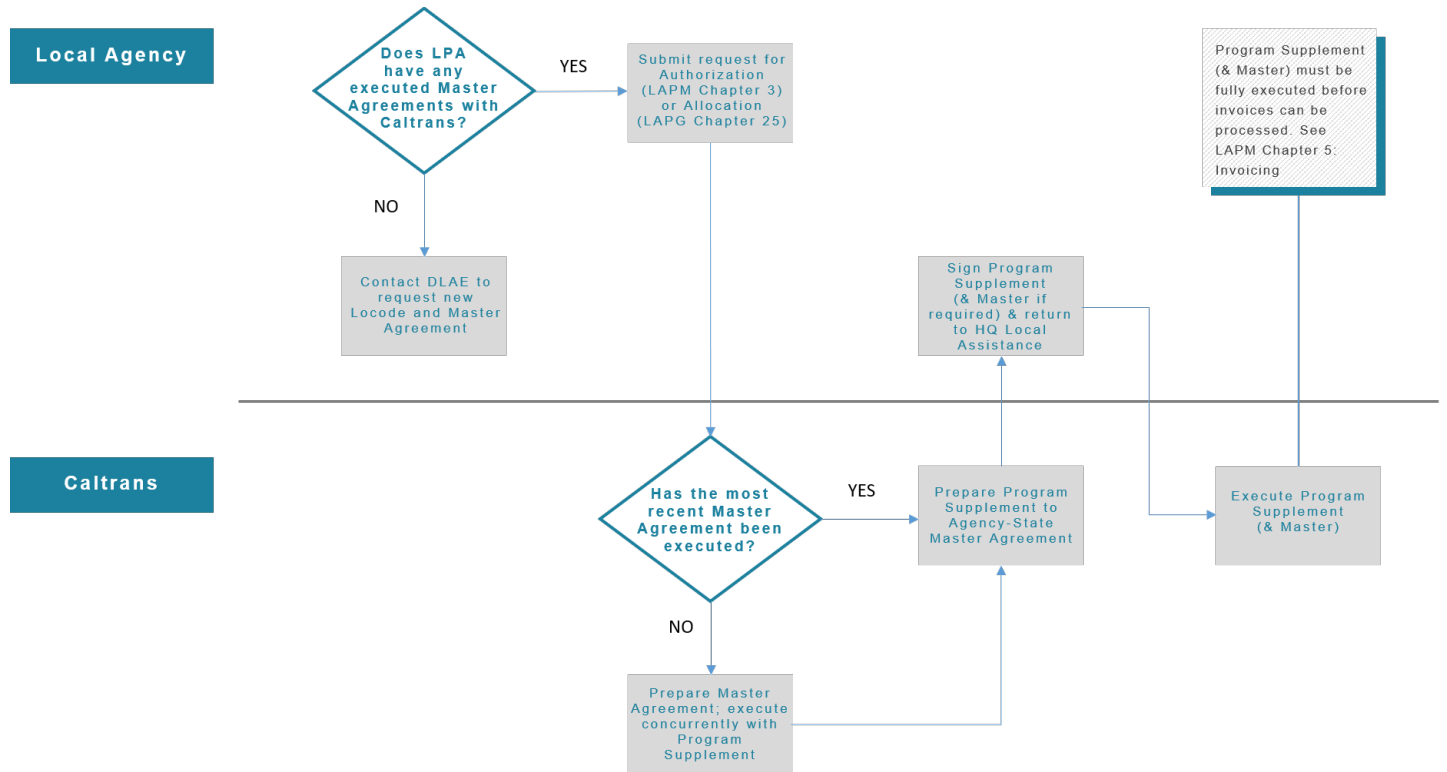 Local Agency
Does LPA
have any
executed Master
Agreements with
Caltrans?
YES
Submit request for
Authorization
(LAPM Chapter 3)
or Allocation
(LAPG Chapter 25)
Program Supplement
(& Master) must be
fully executed before
invoices can be
processed. See
LAPM Chapter 5:
Invoicing
NO
Contact DLAE to
request new
Locode and Master
Agreement
Sign Program
Supplement
(& Master if
required) & return
to HQ Local
Assistance
Caltrans
Has the most
recent Master
Agreement been
executed?
YES
Prepare Program
Supplement to
Agency-State
Master Agreement
Execute Program
Supplement
(& Master)
NO
Prepare Master
Agreement; execute
concurrently with
Program
Supplement